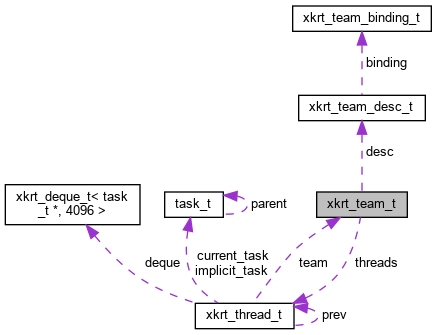 xkrt_team_binding_t
binding
xkrt_team_desc_t
desc
xkrt_deque_t< task
_t *, 4096 >
task_t
parent
xkrt_team_t
deque
current_task
implicit_task
team
threads
xkrt_thread_t
prev